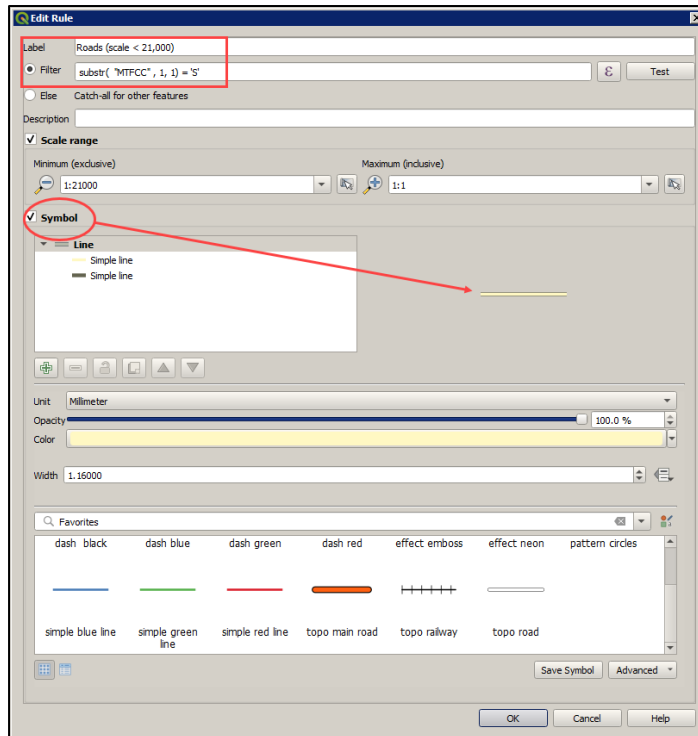 Edit Rule
Label Roads (scale < 21,000)
Filter substr( "MTFCC" , 1, 1) = 'S' ε Test
Else Catch-all for other features
Description
Scale range
Minimum (exclusive) Maximum (inclusive)
1:21000 1:1
Symbol
Line
Simple line
Simple line
Unit Millimeter
Opacity 100.0 %
Color
Width 1.16000
Favorites
dash black dash blue dash green dash red effect emboss effect neon pattern circles
simple blue line simple green line simple red line topo main road topo railway topo road
Save Symbol Advanced
OK Cancel Help